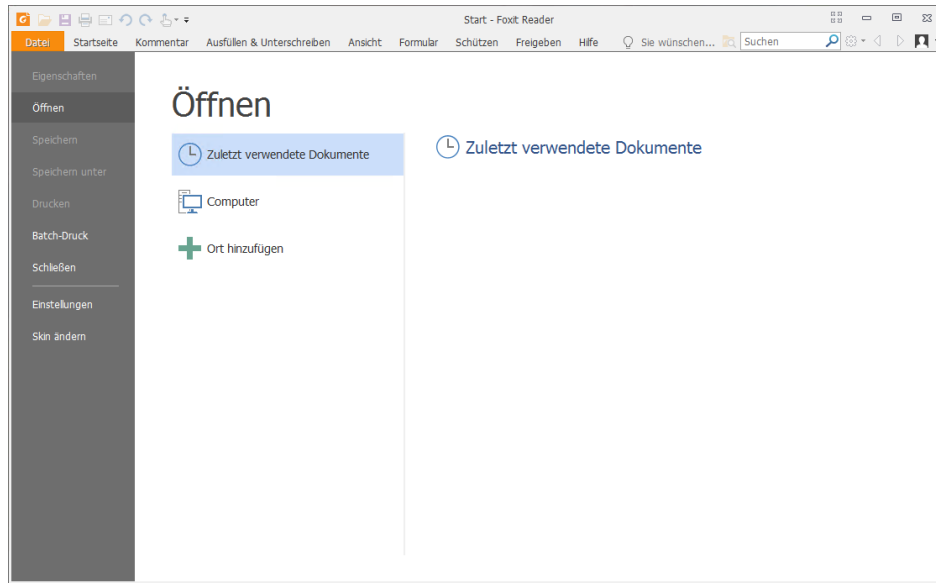 Start - Foxit Reader
Datei Startseite Kommentar Ausfüllen & Unterschreiben Ansicht Formular Schützen Freigeben Hilfe Sie wünschen... Suchen
Eigenschaften
Öffnen
Speichern
Speichern unter
Drucken
Batch-Druck
Schließen
Einstellungen
Skin ändern
Öffnen
Zuletzt verwendete Dokumente
Computer
Ort hinzufügen
Zuletzt verwendete Dokumente